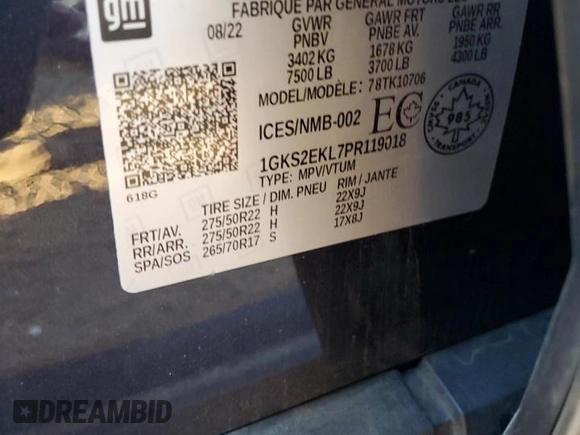 gm
FABRIQUÉ PAR GENERAL MOTORS
08/22
GVWR
PNBV
3402 KG
7500 LB
GAWR FRT
PNBE AV.
1678 KG
3700 LB
GAWR RR
PNBE ARR.
1950 KG
4300 LB
MODEL/MODÈLE: 78TK10706
ICES/NMB-002
EC
CANADA
985
1GKS2EKL7PR119018
TYPE: MPV/VTUM
618G
TIRE SIZE / DIM. PNEU RIM / JANTE
FRT/AV. 275/50R22 H 22X9J
RR/ARR. 275/50R22 H 22X9J
SPA/SOS 265/70R17 S 17X8J
DREAMBID